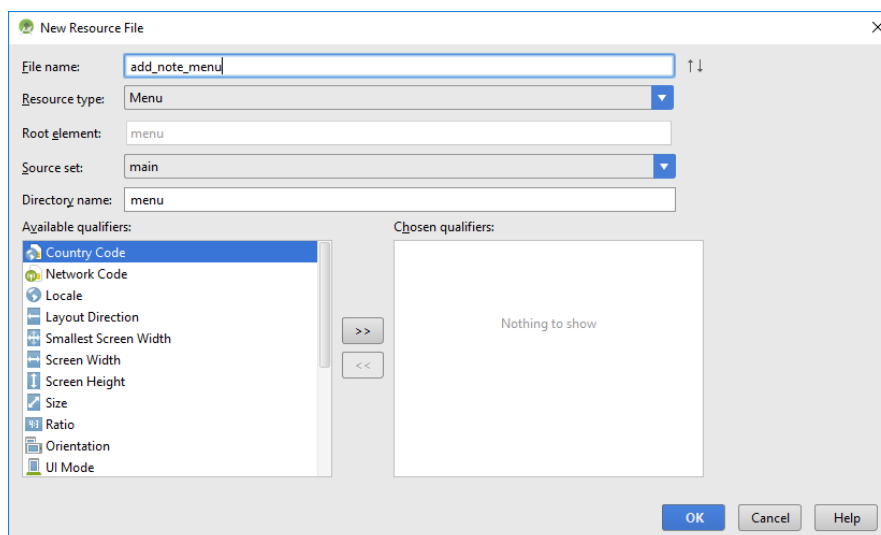 New Resource File
File name: add_note_menu
Resource type: Menu
Root element: menu
Source set: main
Directory name: menu
Available qualifiers: Chosen qualifiers:
Country Code
Network Code
Locale
Layout Direction
Smallest Screen Width
>>
Nothing to show
Screen Width
<<
Screen Height
Size
Ratio
Orientation
UI Mode
OK Cancel Help